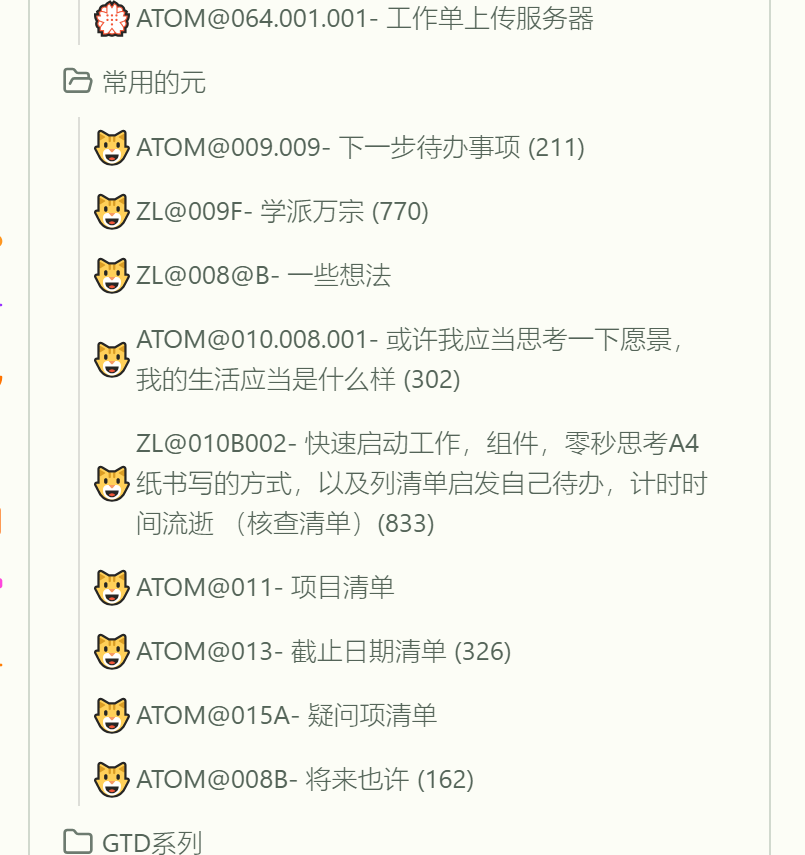 ATOM@064.001.001- 工作单上传服务器
常用的元
ATOM@009.009- 下一步待办事项 (211)
ZL@009F- 学派万宗 (770)
ZL@008@B- 一些想法
ATOM@010.008.001- 或许我应当思考一下愿景，
我的生活应当是什么样 (302)
ZL@010B002- 快速启动工作，组件，零秒思考A4
纸书写的方式，以及列清单启发自己待办，计时时
间流逝 （核查清单）(833)
ATOM@011- 项目清单
ATOM@013- 截止日期清单 (326)
ATOM@015A- 疑问项清单
ATOM@008B- 将来也许 (162)
GTD系列